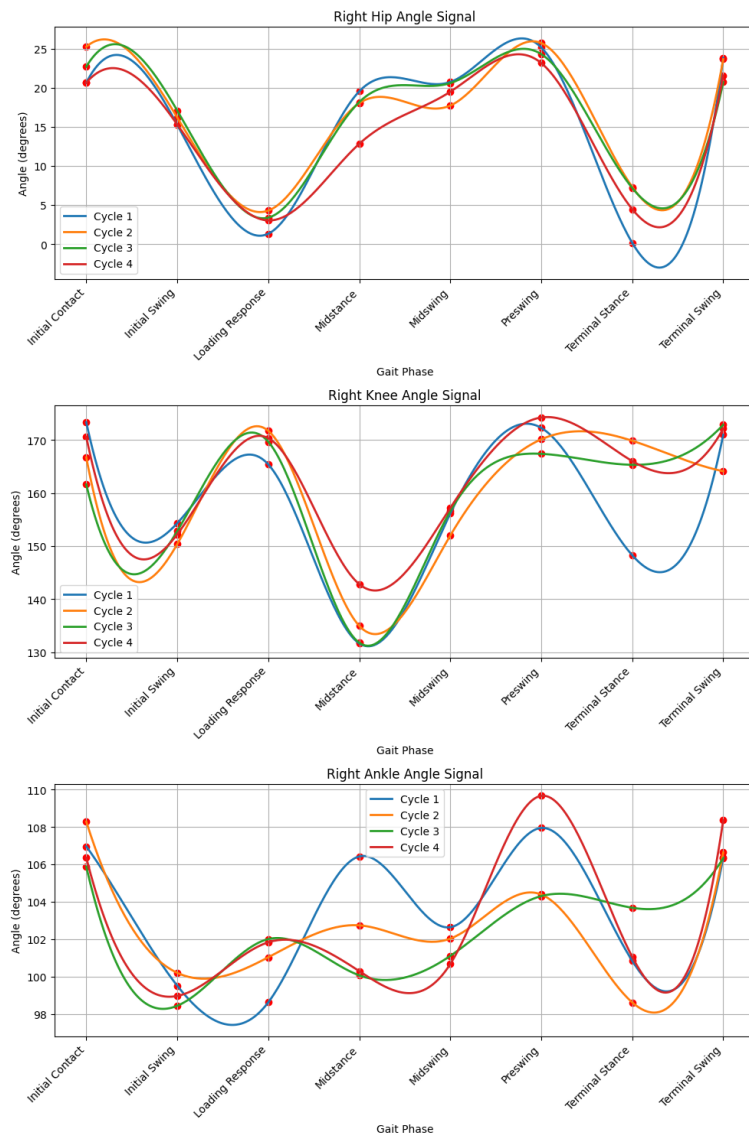 Right Hip Angle Signal
25
20
15
10
5
0
Angle (degrees)
Cycle 1
Cycle 2
Cycle 3
Cycle 4
Initial Contact
Initial Swing
Loading Response
Midstance
Midswing
Preswing
Terminal Stance
Terminal Swing
Gait Phase
Right Knee Angle Signal
170
160
150
140
130
Angle (degrees)
Cycle 1
Cycle 2
Cycle 3
Cycle 4
Initial Contact
Initial Swing
Loading Response
Midstance
Midswing
Preswing
Terminal Stance
Terminal Swing
Gait Phase
Right Ankle Angle Signal
110
108
106
104
102
100
98
Angle (degrees)
Cycle 1
Cycle 2
Cycle 3
Cycle 4
Initial Contact
Initial Swing
Loading Response
Midstance
Midswing
Preswing
Terminal Stance
Terminal Swing
Gait Phase